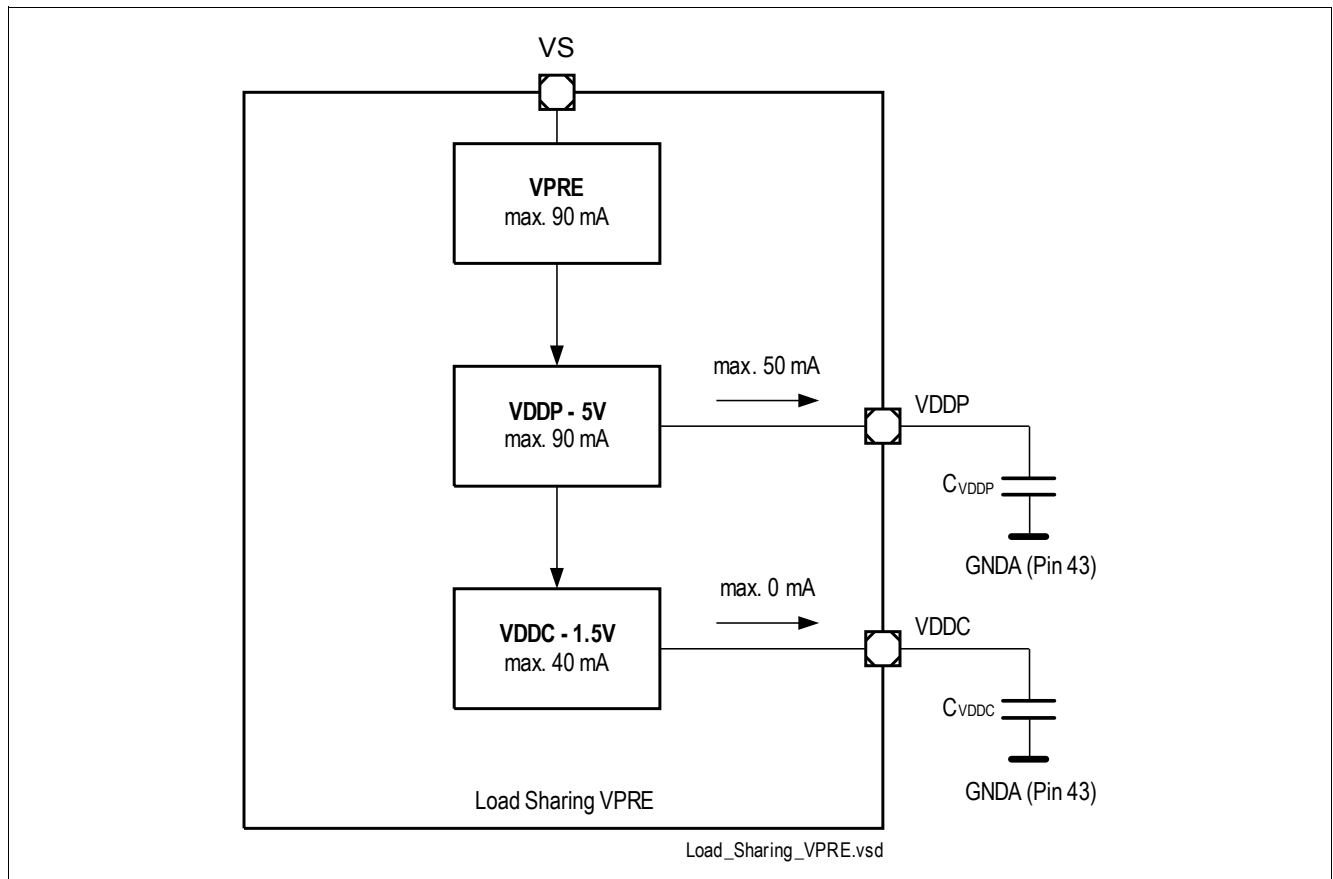 VS
VPRE
max. 90 mA
max. 50 mA
VDDP
VDDP - 5V
max. 90 mA
CVDDP
GNDA (Pin 43)
max. 0 mA
VDDC
VDDC - 1.5V
max. 40 mA
CVDDC
GNDA (Pin 43)
Load Sharing VPRE
Load_Sharing_VPRE.vsd